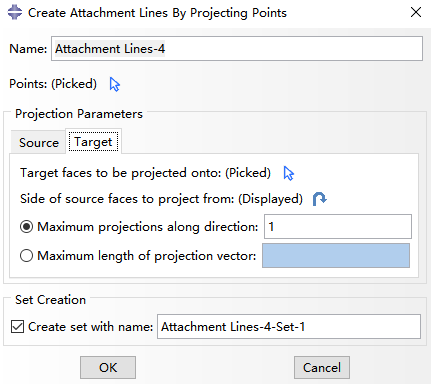 Create Attachment Lines By Projecting Points
Name: Attachment Lines-4
Points: (Picked)
Projection Parameters
Source Target
Target faces to be projected onto: (Picked)
Side of source faces to project from: (Displayed)
Maximum projections along direction: 1
Maximum length of projection vector:
Set Creation
Create set with name: Attachment Lines-4-Set-1
OK Cancel